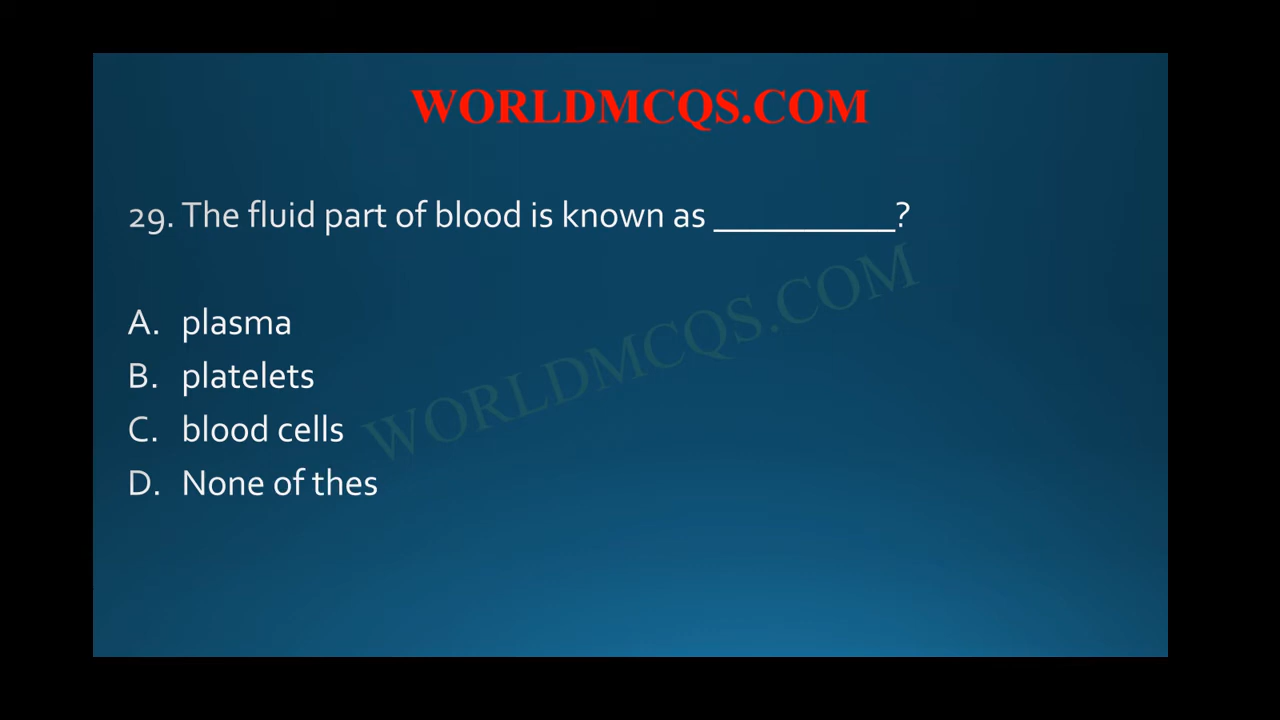 WORLDMCQS.COM
29. The fluid part of blood is known as __________?
A. plasma
B. platelets
C. blood cells
D. None of thes
WORLDMCQS.COM